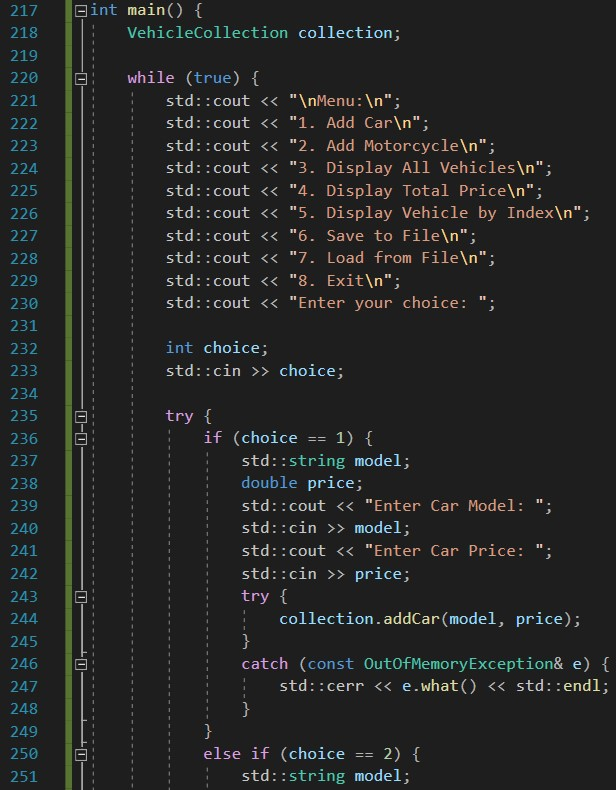 217 int main() {
218 VehicleCollection collection;
219
220 while (true) {
221 std::cout << "\nMenu:\n";
222 std::cout << "1. Add Car\n";
223 std::cout << "2. Add Motorcycle\n";
224 std::cout << "3. Display All Vehicles\n";
225 std::cout << "4. Display Total Price\n";
226 std::cout << "5. Display Vehicle by Index\n";
227 std::cout << "6. Save to File\n";
228 std::cout << "7. Load from File\n";
229 std::cout << "8. Exit\n";
230 std::cout << "Enter your choice: ";
231
232 int choice;
233 std::cin >> choice;
234
235 try {
236 if (choice == 1) {
237 std::string model;
238 double price;
239 std::cout << "Enter Car Model: ";
240 std::cin >> model;
241 std::cout << "Enter Car Price: ";
242 std::cin >> price;
243 try {
244 collection.addCar(model, price);
245 }
246 catch (const OutOfMemoryException& e) {
247 std::cerr << e.what() << std::endl;
248 }
249 }
250 else if (choice == 2) {
251 std::string model;